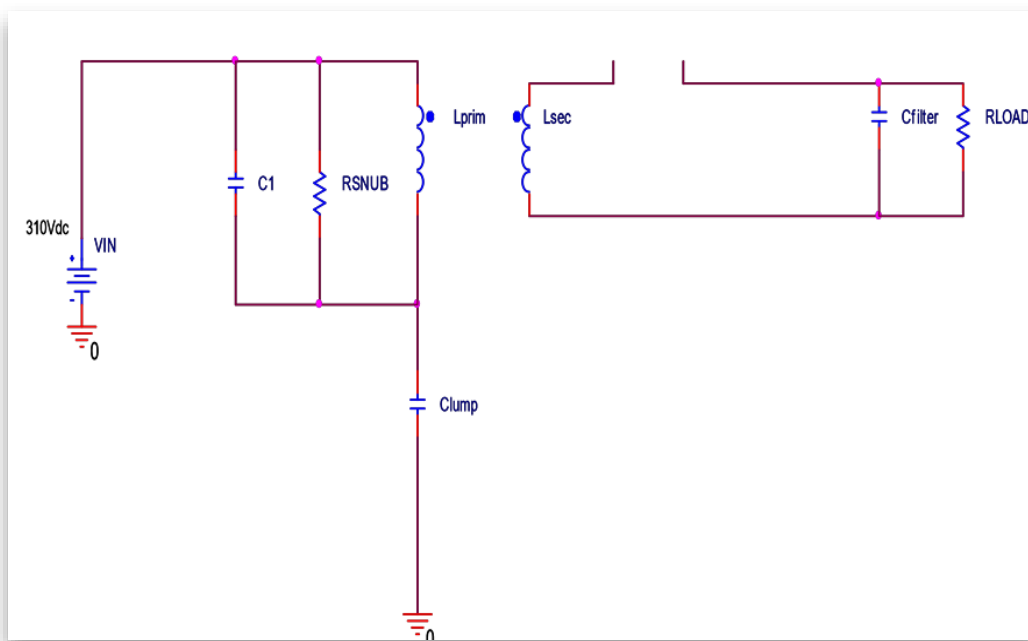 Lprim
Lsec
Cfilter
RLOAD
C1
RSNUB
310Vdc
VIN
+
-
0
Clump
0